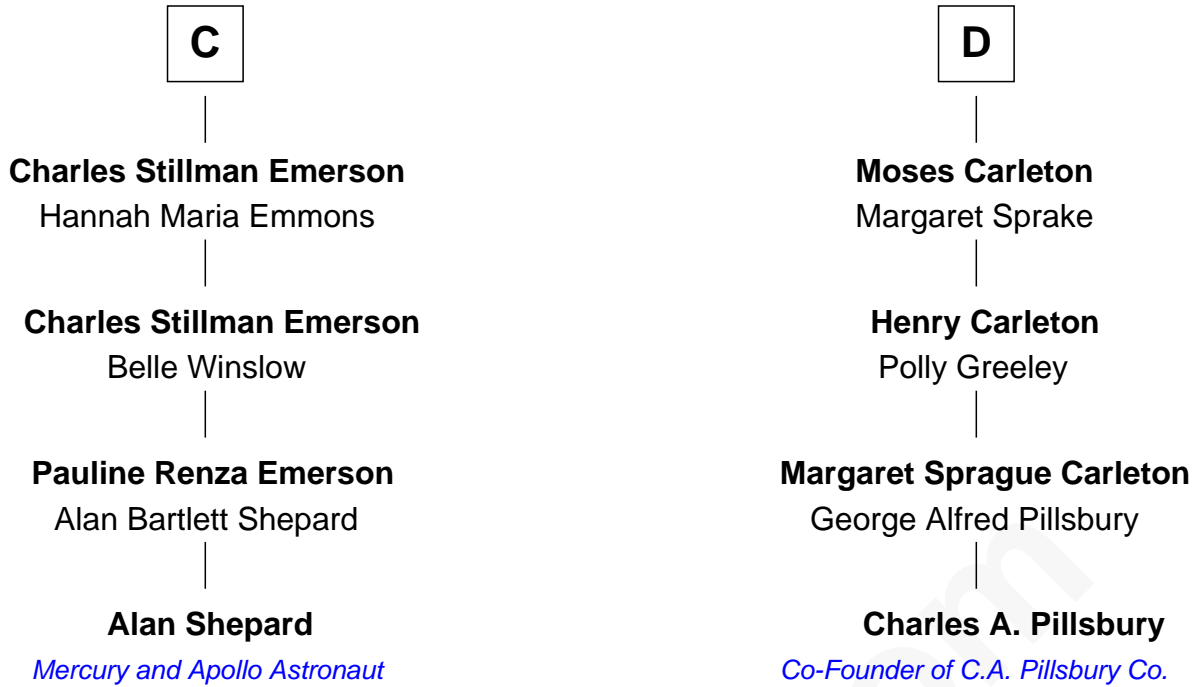 C
Charles Stillman Emerson
Hannah Maria Emmons
Charles Stillman Emerson
Belle Winslow
Pauline Renza Emerson
Alan Bartlett Shepard
Alan Shepard
Mercury and Apollo Astronaut
D
Moses Carleton
Margaret Sprake
Henry Carleton
Polly Greeley
Margaret Sprague Carleton
George Alfred Pillsbury
Charles A. Pillsbury
Co-Founder of C.A. Pillsbury Co.